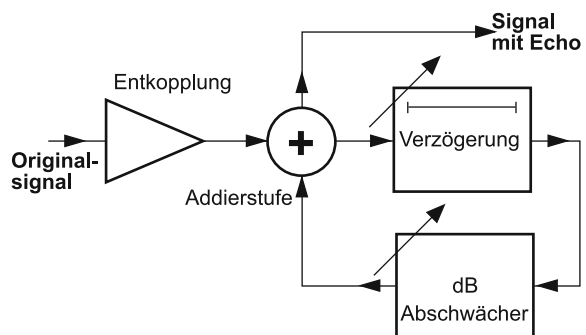 Signal
mit Echo
Entkopplung
+
Verzögerung
Original-
signal
Addierstufe
dB
Abschwächer